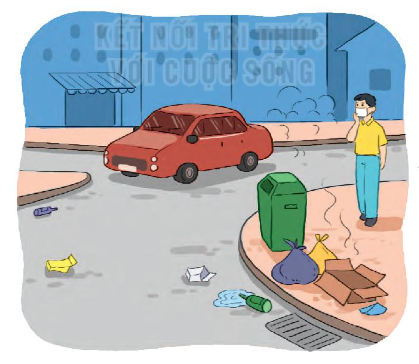 KẾT NỐI TRI THỨC
VỚI CUỘC SỐNG